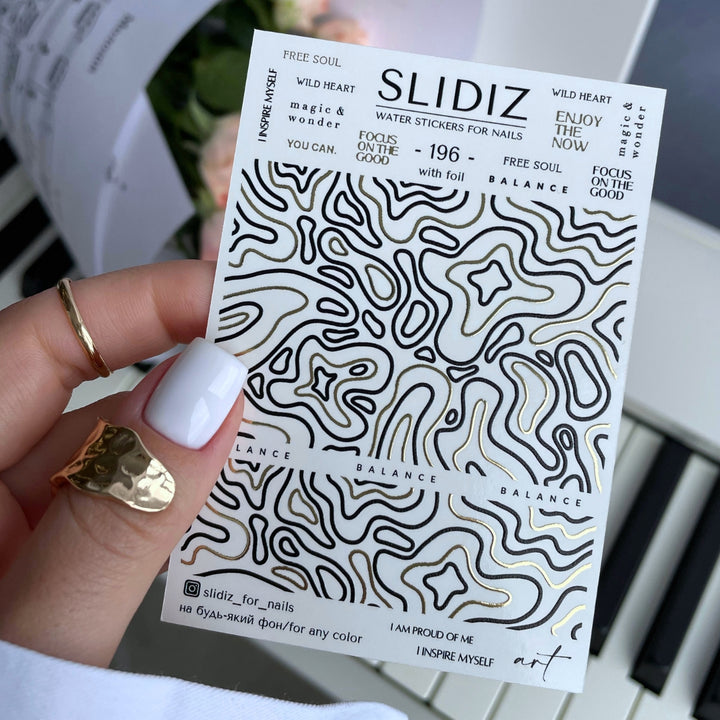 FREE SOUL
WILD HEART
I INSPIRE MYSELF
magic &
wonder
YOU CAN.
FOCUS
ON THE
GOOD
SLIDIZ
WATER STICKERS FOR NAILS
- 196 -
with foil
WILD HEART
ENJOY
THE
NOW
magic &
wonder
FREE SOUL
BALANCE
FOCUS
ON THE
GOOD
LANCE
BALANCE
BALANCE
slidiz_for_nails
на будь-який фон/for any color
I AM PROUD OF ME
I INSPIRE MYSELF
art